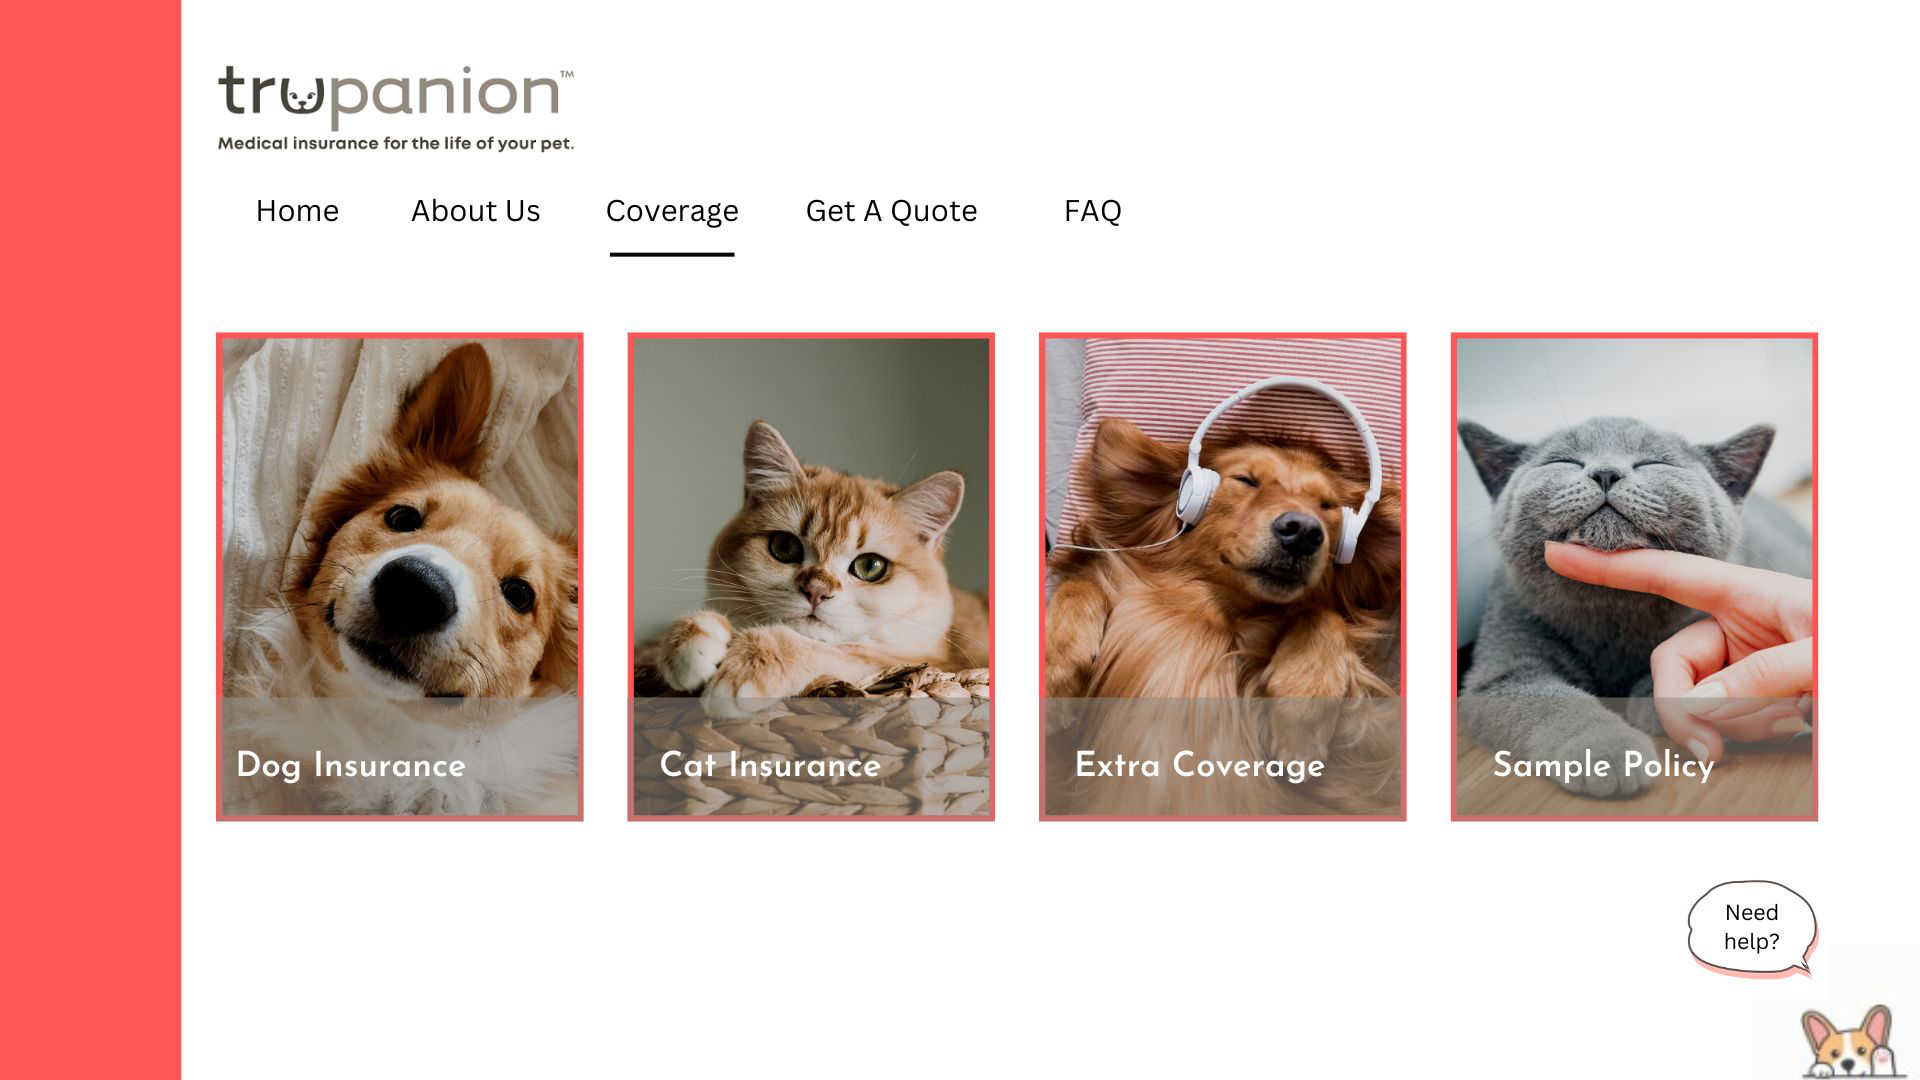 trupanion™
Medical insurance for the life of your pet.
Home About Us Coverage Get A Quote FAQ
Dog Insurance
Cat Insurance
Extra Coverage
Sample Policy
Need
help?